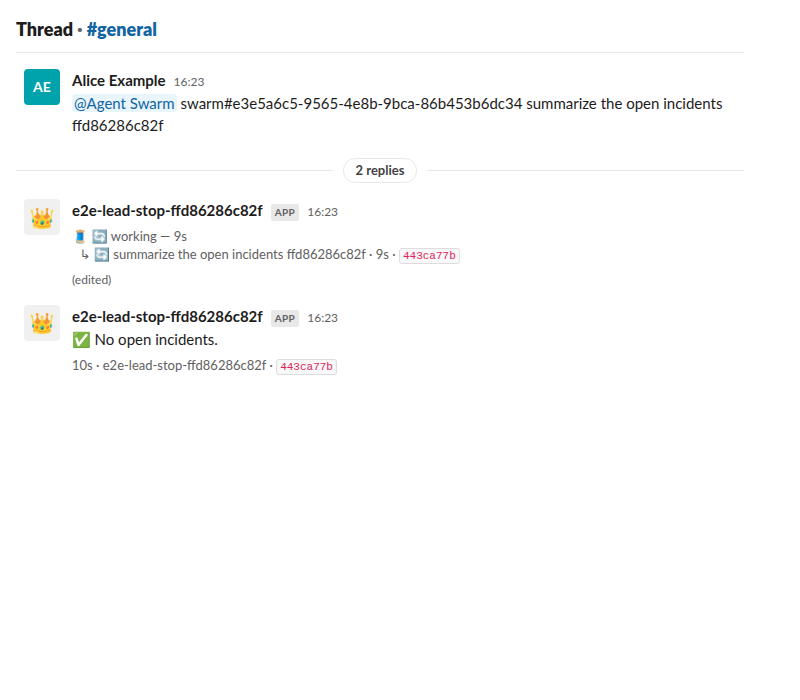 Thread • #general
AE
Alice Example 16:23
@Agent Swarm swarm#e3e5a6c5-9565-4e8b-9bca-86b453b6dc34 summarize the open incidents
ffd86286c82f
2 replies
e2e-lead-stop-ffd86286c82f APP 16:23
🧵 🔄 working — 9s
↳ 🔄 summarize the open incidents ffd86286c82f · 9s · 443ca77b
(edited)
e2e-lead-stop-ffd86286c82f APP 16:23
✅ No open incidents.
10s · e2e-lead-stop-ffd86286c82f · 443ca77b